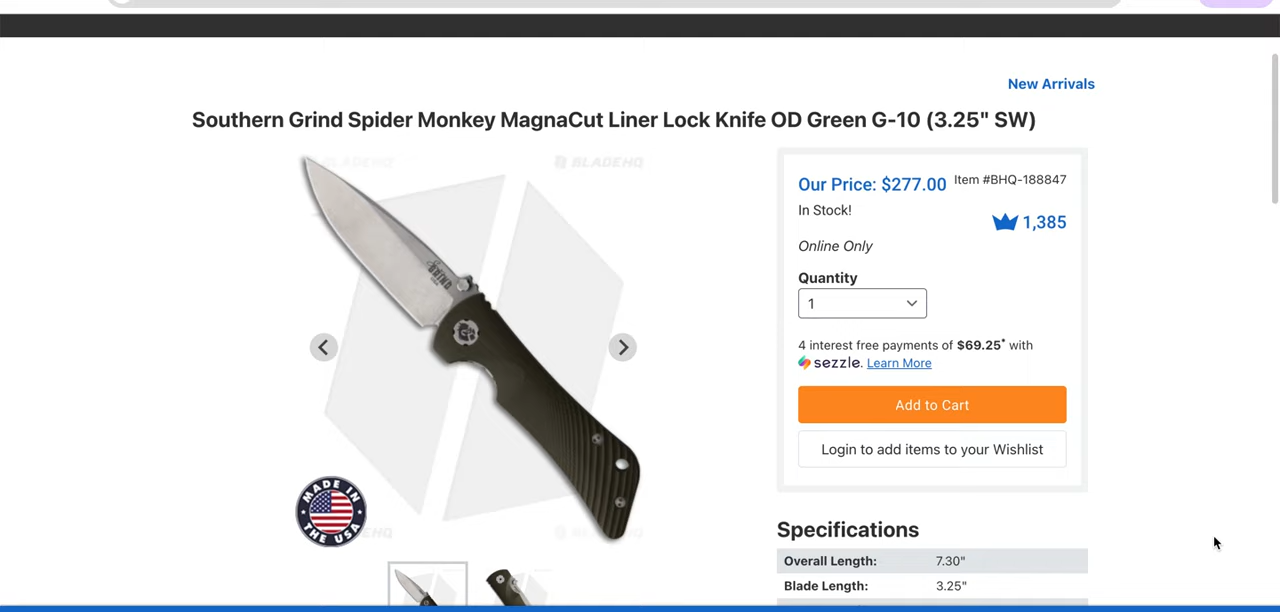 New Arrivals
Southern Grind Spider Monkey MagnaCut Liner Lock Knife OD Green G-10 (3.25" SW)
BLADEHQ
BLADEHQ
Our Price: $277.00
Item #BHQ-188847
In Stock!
1,385
Online Only
Quantity
1
4 interest free payments of $69.25* with
sezzle. Learn More
Add to Cart
Login to add items to your Wishlist
GRIND
MADE IN
THE USA
Specifications
Overall Length: 7.30"
Blade Length: 3.25"